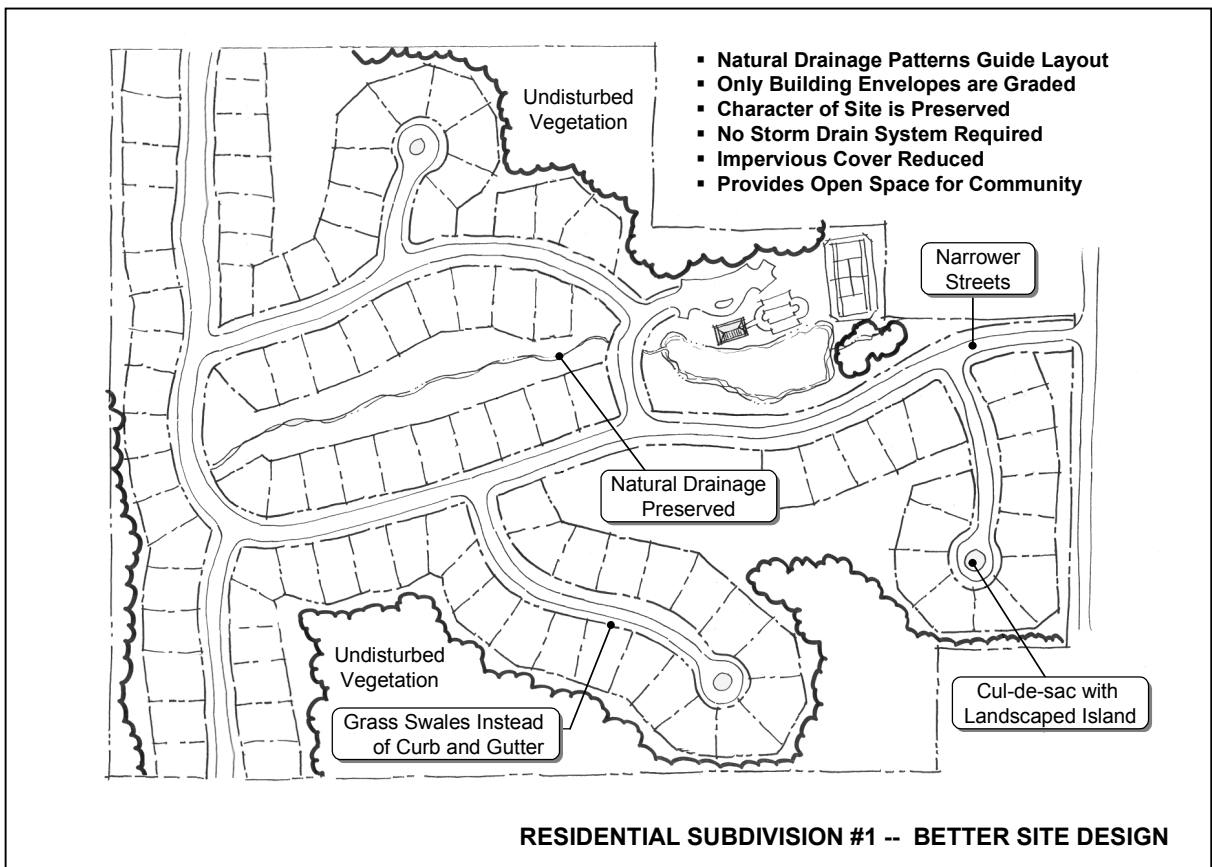 ▪ Natural Drainage Patterns Guide Layout
▪ Only Building Envelopes are Graded
▪ Character of Site is Preserved
▪ No Storm Drain System Required
▪ Impervious Cover Reduced
▪ Provides Open Space for Community
Undisturbed
Vegetation
Narrower
Streets
Natural Drainage
Preserved
Undisturbed
Vegetation
Grass Swales Instead
of Curb and Gutter
Cul-de-sac with
Landscaped Island
RESIDENTIAL SUBDIVISION #1 -- BETTER SITE DESIGN